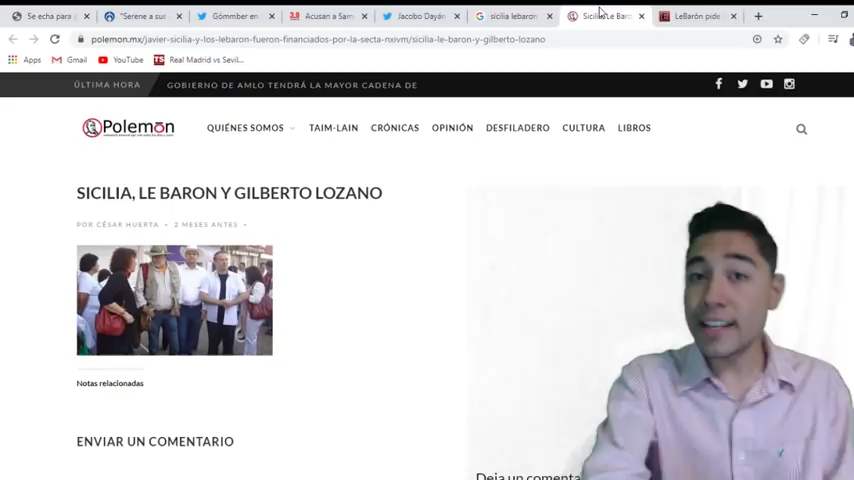 Se echa para
"Serene a sus
Gömmber en
Acusan a Sam
Jacobo Dayán
sicilia lebaron
Sicilia, Le Baro
LeBarón pide
polemon.mx/javier-sicilia-y-los-lebaron-fueron-financiados-por-la-secta-nxivm/sicilia-le-baron-y-gilberto-lozano
Apps
Gmail
YouTube
Real Madrid vs Sevil...
ÚLTIMA HORA
GOBIERNO DE AMLO TENDRÁ LA MAYOR CADENA DE
Polemōn
QUIÉNES SOMOS
TAIM-LAIN
CRÓNICAS
OPINIÓN
DESFILADERO
CULTURA
LIBROS
SICILIA, LE BARON Y GILBERTO LOZANO
POR CÉSAR HUERTA • 2 MESES ANTES •
Notas relacionadas
ENVIAR UN COMENTARIO
Deja un comenta